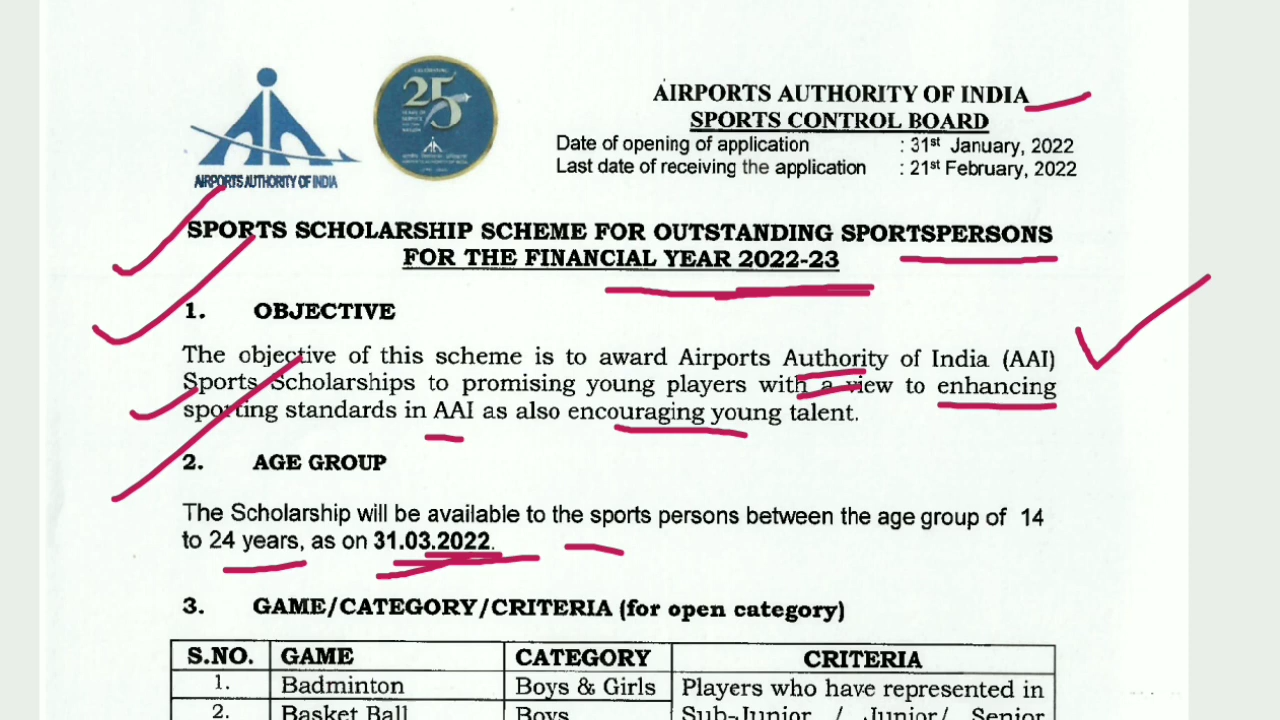 CELEBRATING
25
YEARS OF
SERVICE
AIRPORTS AUTHORITY OF INDIA
AIRPORTS AUTHORITY OF INDIA
SPORTS CONTROL BOARD
Date of opening of application : 31st January, 2022
Last date of receiving the application : 21st February, 2022
SPORTS SCHOLARSHIP SCHEME FOR OUTSTANDING SPORTSPERSONS
FOR THE FINANCIAL YEAR 2022-23
1. OBJECTIVE
The objective of this scheme is to award Airports Authority of India (AAI)
Sports Scholarships to promising young players with a view to enhancing
sporting standards in AAI as also encouraging young talent.
2. AGE GROUP
The Scholarship will be available to the sports persons between the age group of 14
to 24 years, as on 31.03.2022.
3. GAME/CATEGORY/CRITERIA (for open category)
S.NO. GAME CATEGORY CRITERIA
1. Badminton Boys & Girls Players who have represented in
2. Basket Ball Boys Sub-Junior / Junior/ Senior